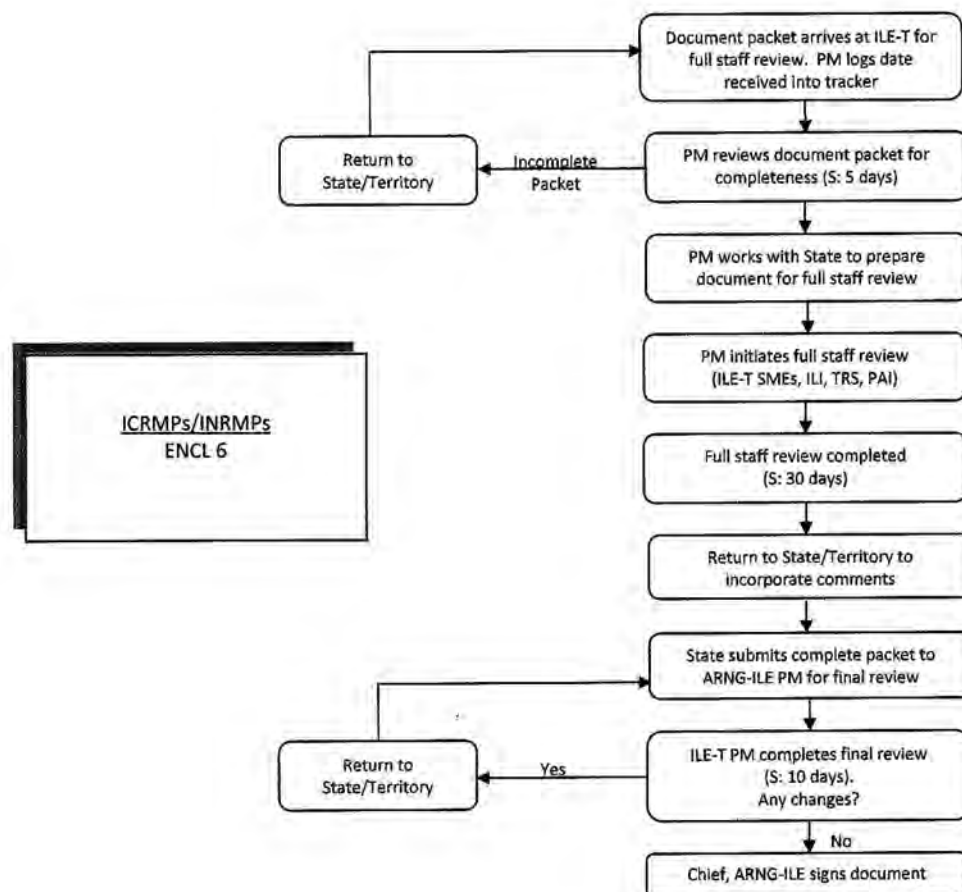 Document packet arrives at ILE-T for
full staff review. PM logs date
received into tracker
Return to
State/Territory
Incomplete
Packet
PM reviews document packet for
completeness (S: 5 days)
PM works with State to prepare
document for full staff review
PM initiates full staff review
(ILE-T SMEs, ILI, TRS, PAI)
ICRMPs/INRMPs
ENCL 6
Full staff review completed
(S: 30 days)
Return to State/Territory to
incorporate comments
State submits complete packet to
ARNG-ILE PM for final review
Return to
State/Territory
Yes
ILE-T PM completes final review
(S: 10 days).
Any changes?
No
Chief, ARNG-ILE signs document